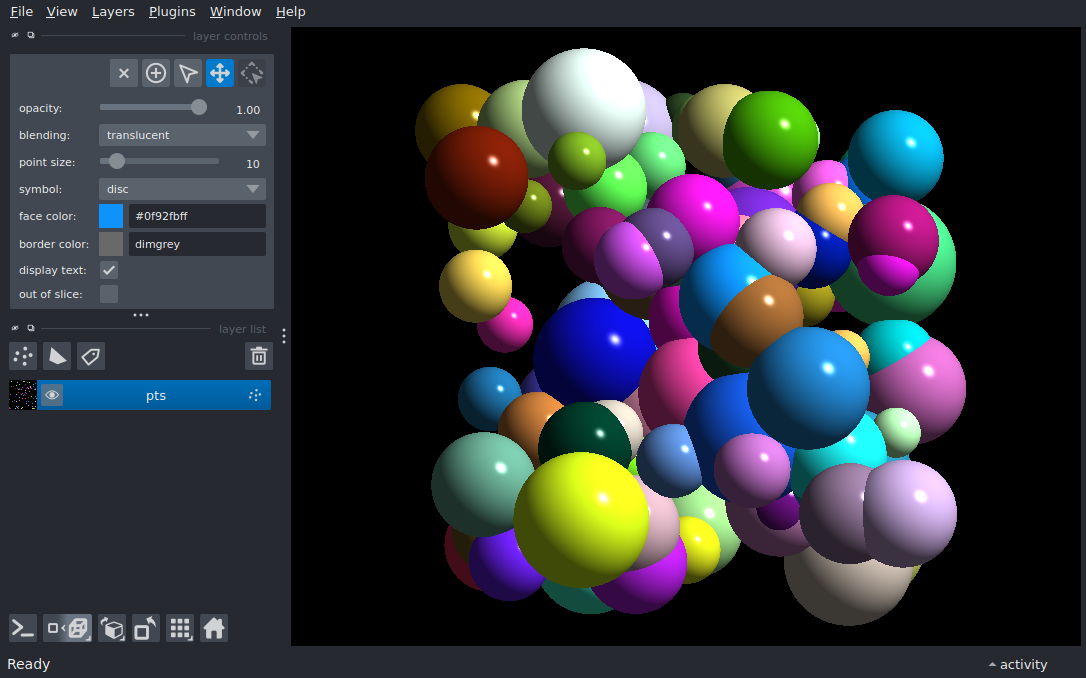 File View Layers Plugins Window Help
layer controls
opacity: 1.00
blending: translucent
point size: 10
symbol: disc
face color: #0f92fbff
border color: dimgrey
display text:
out of slice:
layer list
pts
Ready
activity